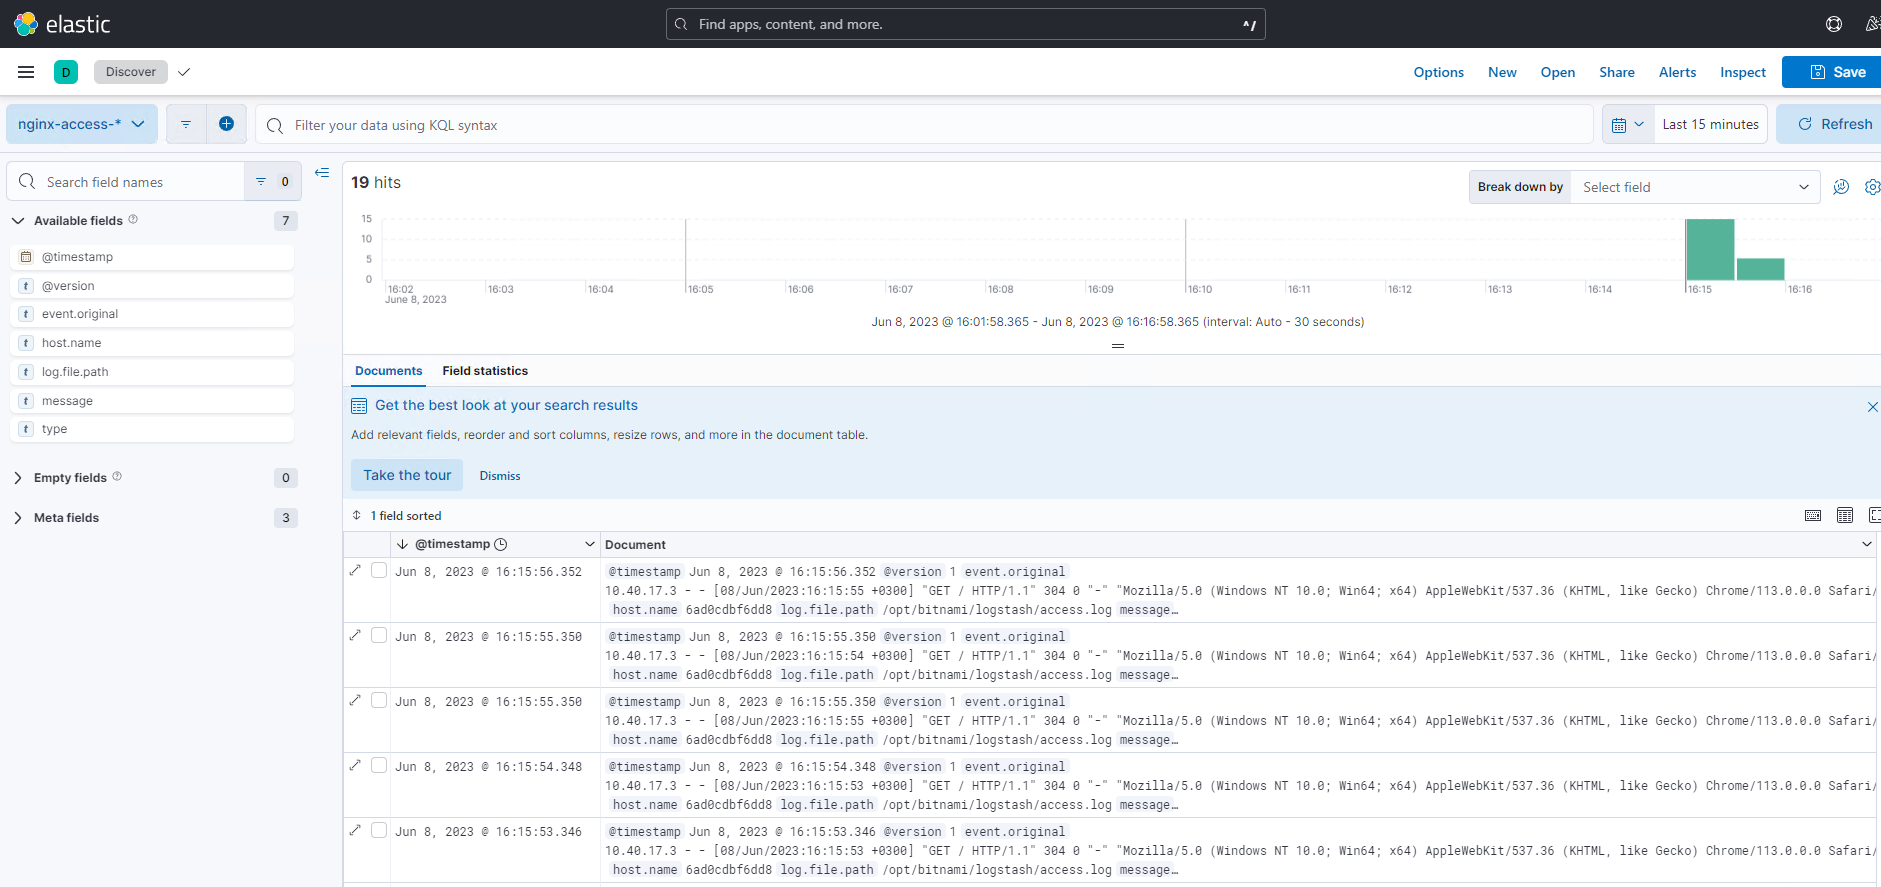 elastic
Find apps, content, and more.
^/
D
Discover
Options New Open Share Alerts Inspect Save
nginx-access-*
Filter your data using KQL syntax
Last 15 minutes
Refresh
Search field names
0
19 hits
Break down by
Select field
Available fields
7
@timestamp
t @version
t event.original
t host.name
t log.file.path
t message
t type
Empty fields
0
Meta fields
3
15
10
5
0
16:02 16:03 16:04 16:05 16:06 16:07 16:08 16:09 16:10 16:11 16:12 16:13 16:14 16:15 16:16
June 8, 2023
Jun 8, 2023 @ 16:01:58.365 - Jun 8, 2023 @ 16:16:58.365 (interval: Auto - 30 seconds)
Documents Field statistics
Get the best look at your search results
Add relevant fields, reorder and sort columns, resize rows, and more in the document table.
Take the tour Dismiss
1 field sorted
@timestamp Document
Jun 8, 2023 @ 16:15:56.352 @timestamp Jun 8, 2023 @ 16:15:56.352 @version 1 event.original
10.40.17.3 - - [08/Jun/2023:16:15:55 +0300] "GET / HTTP/1.1" 304 0 "-" "Mozilla/5.0 (Windows NT 10.0; Win64; x64) AppleWebKit/537.36 (KHTML, like Gecko) Chrome/113.0.0.0 Safari/
host.name 6ad0cdbf6dd8 log.file.path /opt/bitnami/logstash/access.log message…
Jun 8, 2023 @ 16:15:55.350 @timestamp Jun 8, 2023 @ 16:15:55.350 @version 1 event.original
10.40.17.3 - - [08/Jun/2023:16:15:54 +0300] "GET / HTTP/1.1" 304 0 "-" "Mozilla/5.0 (Windows NT 10.0; Win64; x64) AppleWebKit/537.36 (KHTML, like Gecko) Chrome/113.0.0.0 Safari/
host.name 6ad0cdbf6dd8 log.file.path /opt/bitnami/logstash/access.log message…
Jun 8, 2023 @ 16:15:55.350 @timestamp Jun 8, 2023 @ 16:15:55.350 @version 1 event.original
10.40.17.3 - - [08/Jun/2023:16:15:55 +0300] "GET / HTTP/1.1" 304 0 "-" "Mozilla/5.0 (Windows NT 10.0; Win64; x64) AppleWebKit/537.36 (KHTML, like Gecko) Chrome/113.0.0.0 Safari/
host.name 6ad0cdbf6dd8 log.file.path /opt/bitnami/logstash/access.log message…
Jun 8, 2023 @ 16:15:54.348 @timestamp Jun 8, 2023 @ 16:15:54.348 @version 1 event.original
10.40.17.3 - - [08/Jun/2023:16:15:53 +0300] "GET / HTTP/1.1" 304 0 "-" "Mozilla/5.0 (Windows NT 10.0; Win64; x64) AppleWebKit/537.36 (KHTML, like Gecko) Chrome/113.0.0.0 Safari/
host.name 6ad0cdbf6dd8 log.file.path /opt/bitnami/logstash/access.log message…
Jun 8, 2023 @ 16:15:53.346 @timestamp Jun 8, 2023 @ 16:15:53.346 @version 1 event.original
10.40.17.3 - - [08/Jun/2023:16:15:53 +0300] "GET / HTTP/1.1" 304 0 "-" "Mozilla/5.0 (Windows NT 10.0; Win64; x64) AppleWebKit/537.36 (KHTML, like Gecko) Chrome/113.0.0.0 Safari/
host.name 6ad0cdbf6dd8 log.file.path /opt/bitnami/logstash/access.log message…